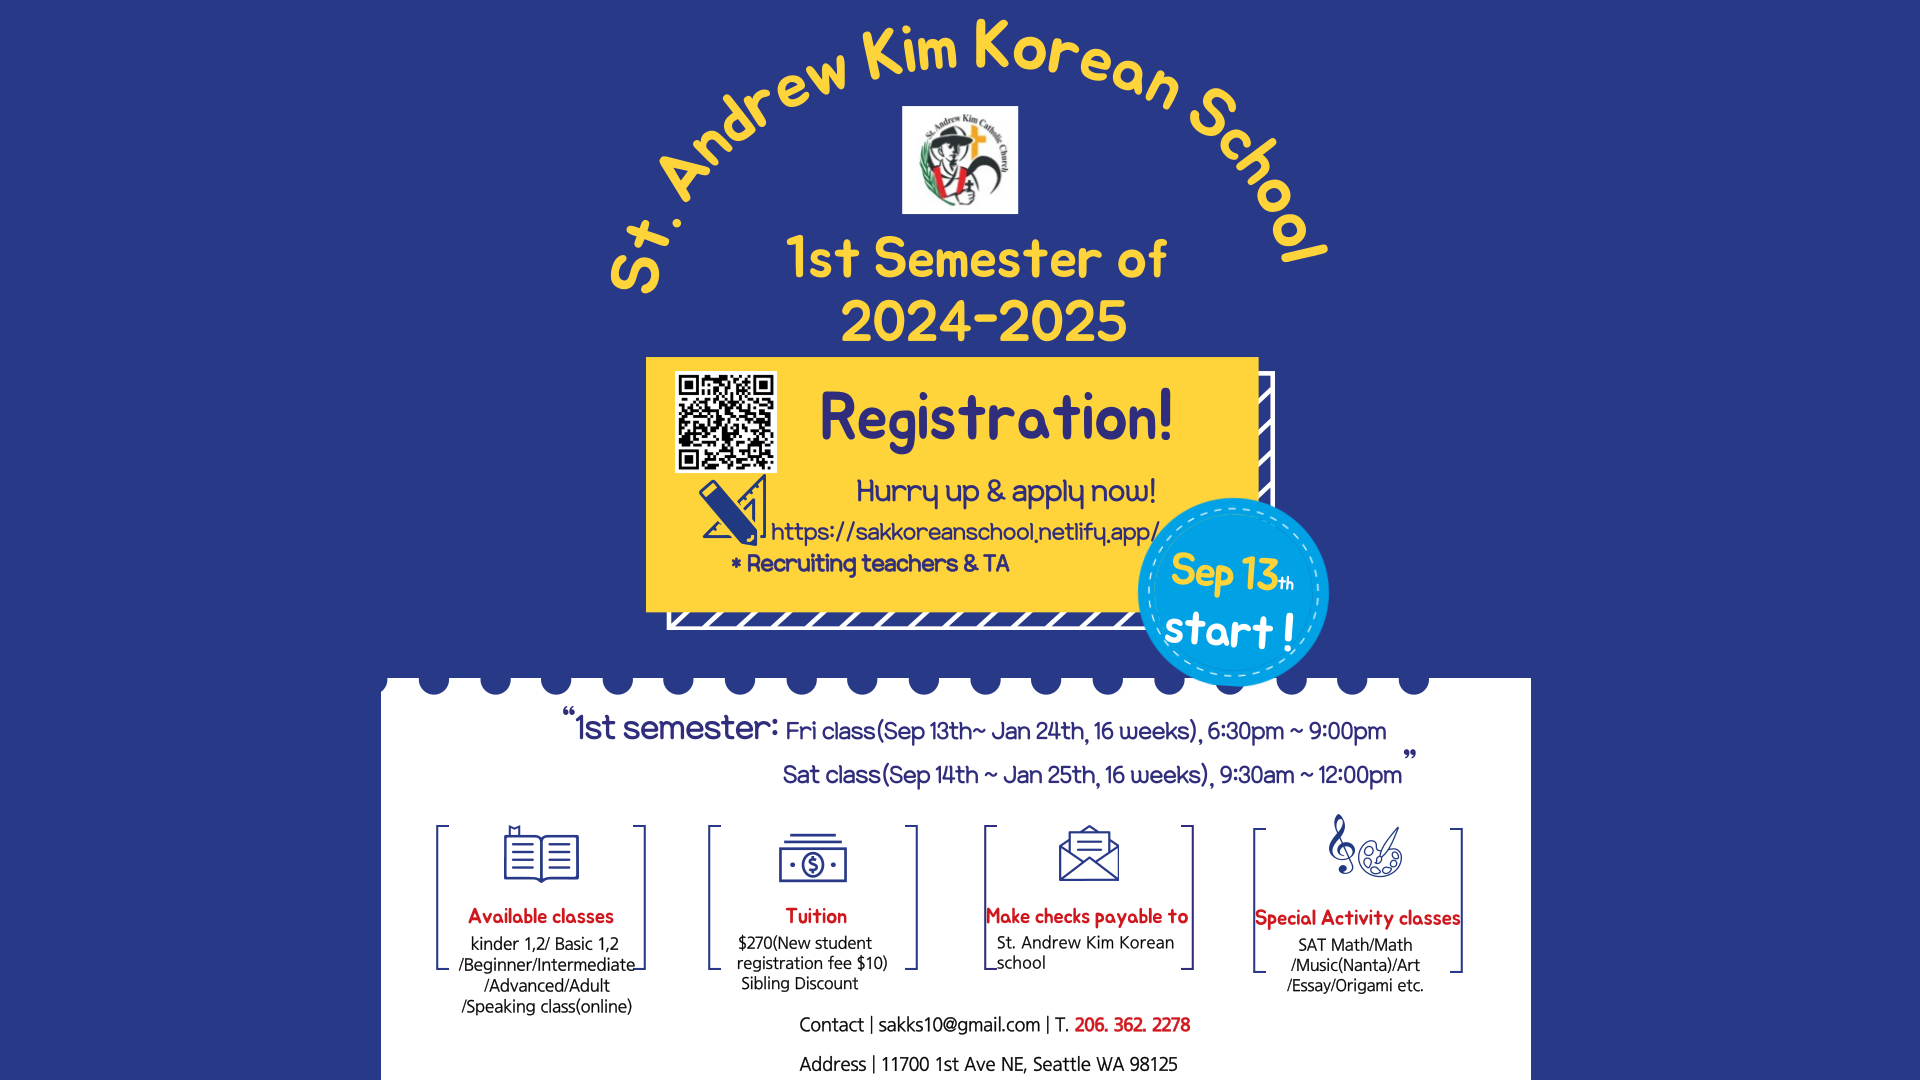 St. Andrew Kim Korean School
St. Andrew Kim Catholic Church
1st Semester of
2024-2025
Registration!
Hurry up & apply now!
https://sakkoreanschool.netlify.app/
* Recruiting teachers & TA
Sep 13th
start !
“1st semester: Fri class(Sep 13th~ Jan 24th, 16 weeks), 6:30pm ~ 9:00pm
Sat class(Sep 14th ~ Jan 25th, 16 weeks), 9:30am ~ 12:00pm”
Available classes
kinder 1,2/ Basic 1,2
/Beginner/Intermediate
/Advanced/Adult
/Speaking class(online)
Tuition
$270(New student
registration fee $10)
Sibling Discount
Make checks payable to
St. Andrew Kim Korean
school
Special Activity classes
SAT Math/Math
/Music(Nanta)/Art
/Essay/Origami etc.
Contact | sakks10@gmail.com | T. 206. 362. 2278
Address | 11700 1st Ave NE, Seattle WA 98125